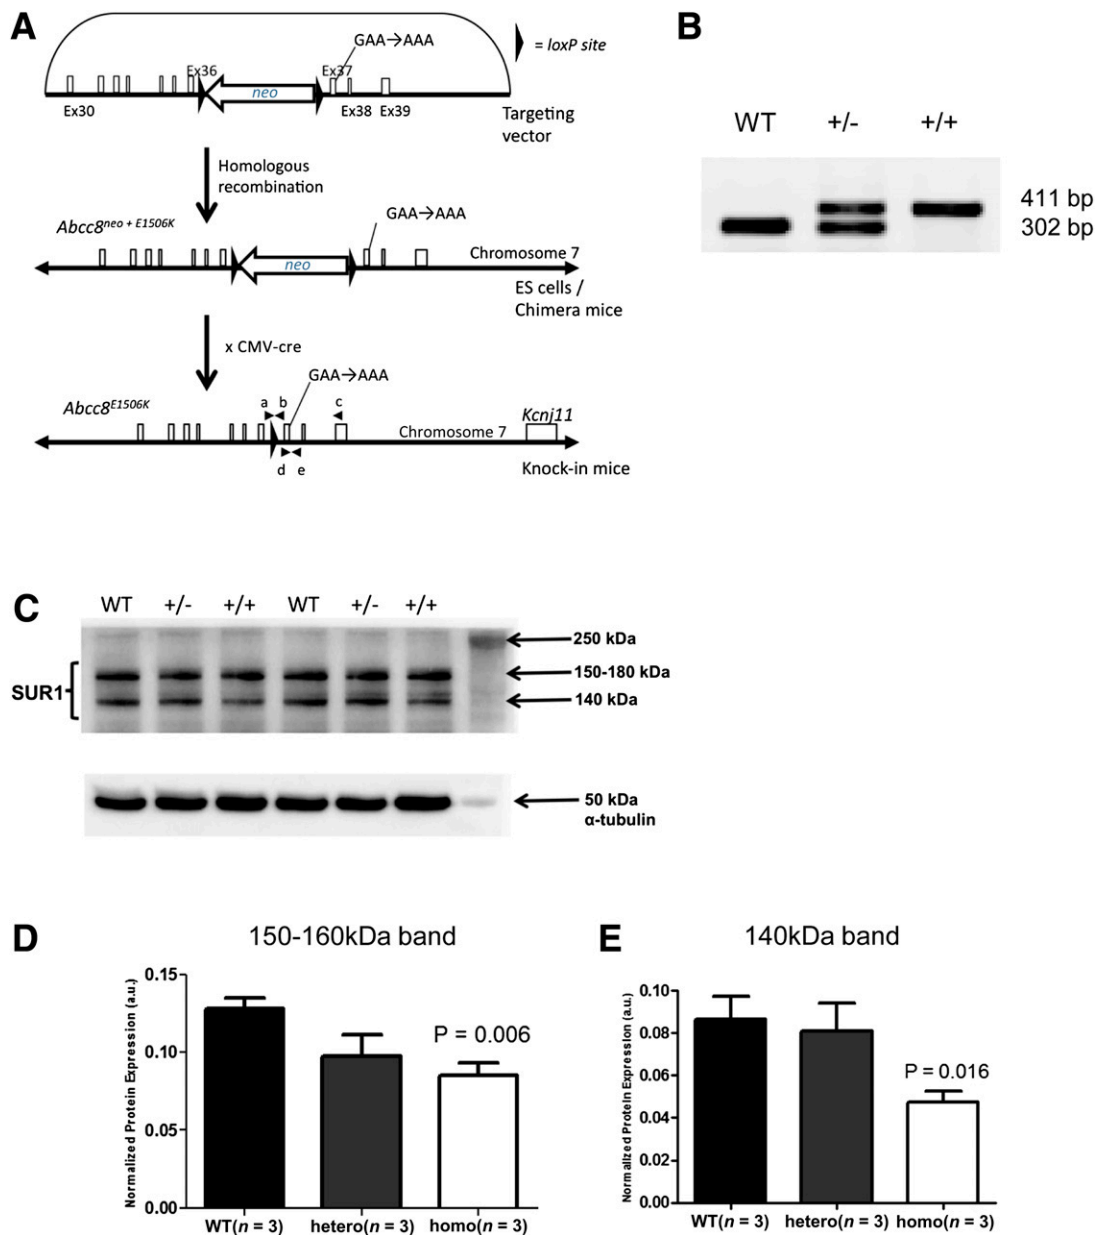 A
GAA→AAA
= loxP site
Ex36
Ex37
neo
Ex30
Ex38
Ex39
Targeting
vector
Homologous
recombination
Abcc8neo + E1506K
GAA→AAA
Chromosome 7
neo
ES cells /
Chimera mice
x CMV-cre
GAA→AAA
Abcc8E1506K
a
b
c
Kcnj11
Chromosome 7
d
e
Knock-in mice
B
WT
+/-
+/+
411 bp
302 bp
C
WT
+/-
+/+
WT
+/-
+/+
250 kDa
150-180 kDa
SUR1
140 kDa
50 kDa
α-tubulin
D
150-160kDa band
Normalized Protein Expression (a.u.)
0.15
0.10
0.05
0.00
P = 0.006
WT(n = 3)
hetero(n = 3)
homo(n = 3)
E
140kDa band
Normalized Protein Expression (a.u.)
0.10
0.08
0.06
0.04
0.02
0.00
P = 0.016
WT(n = 3)
hetero(n = 3)
homo(n = 3)